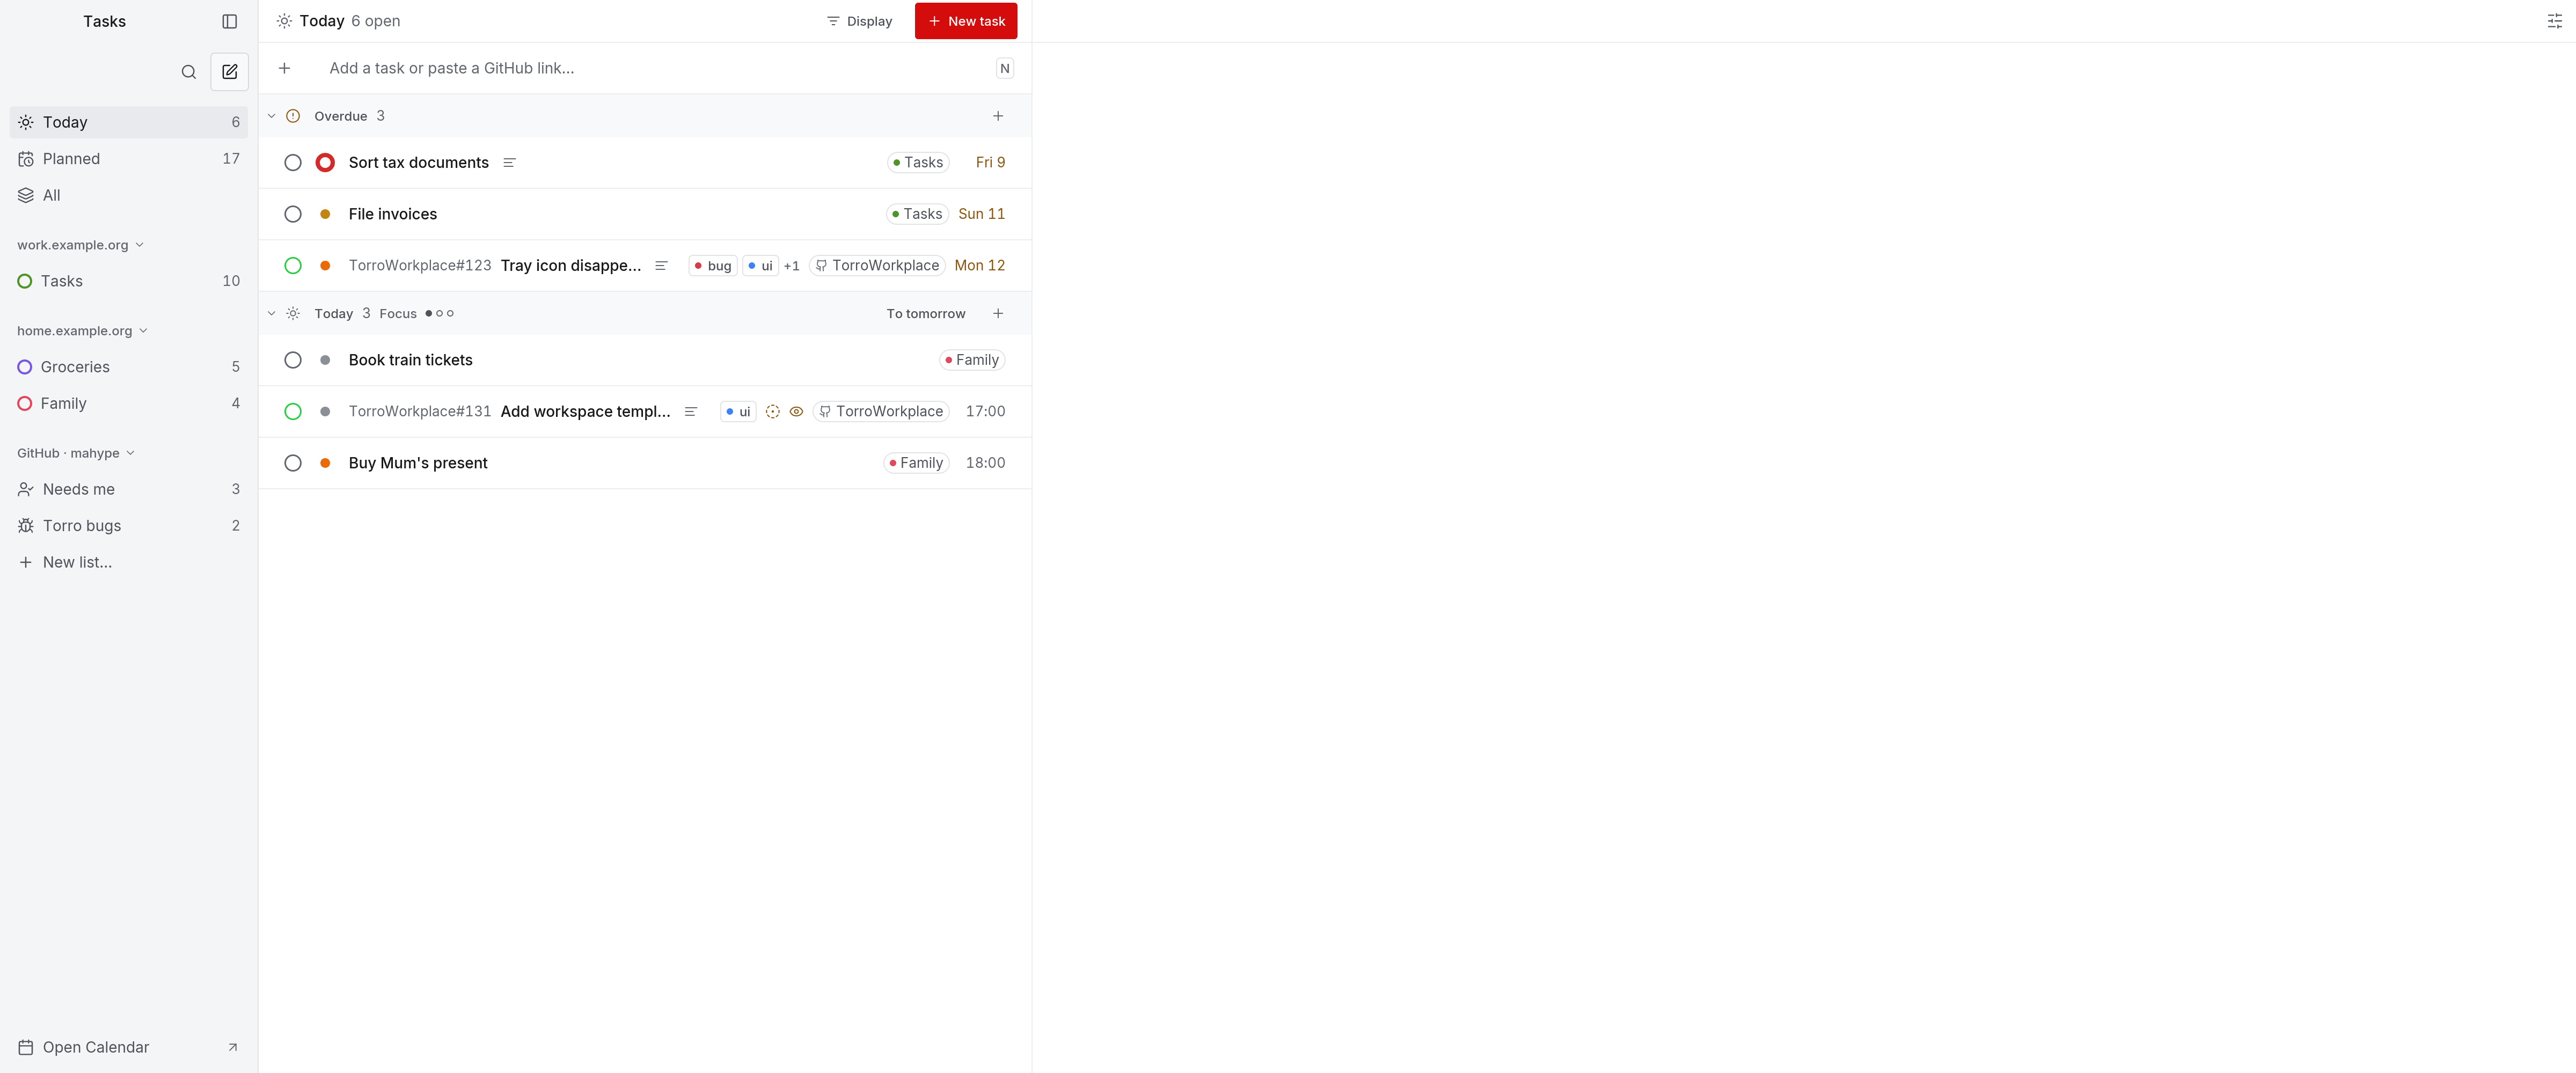 Tasks
Today 6
Planned 17
All
work.example.org
Tasks 10
home.example.org
Groceries 5
Family 4
GitHub · mahype
Needs me 3
Torro bugs 2
New list...
Open Calendar
Today 6 open Display New task
Add a task or paste a GitHub link... N
Overdue 3
Sort tax documents Tasks Fri 9
File invoices Tasks Sun 11
TorroWorkplace#123 Tray icon disappe... bug ui +1 TorroWorkplace Mon 12
Today 3 Focus To tomorrow
Book train tickets Family
TorroWorkplace#131 Add workspace templ... ui TorroWorkplace 17:00
Buy Mum's present Family 18:00